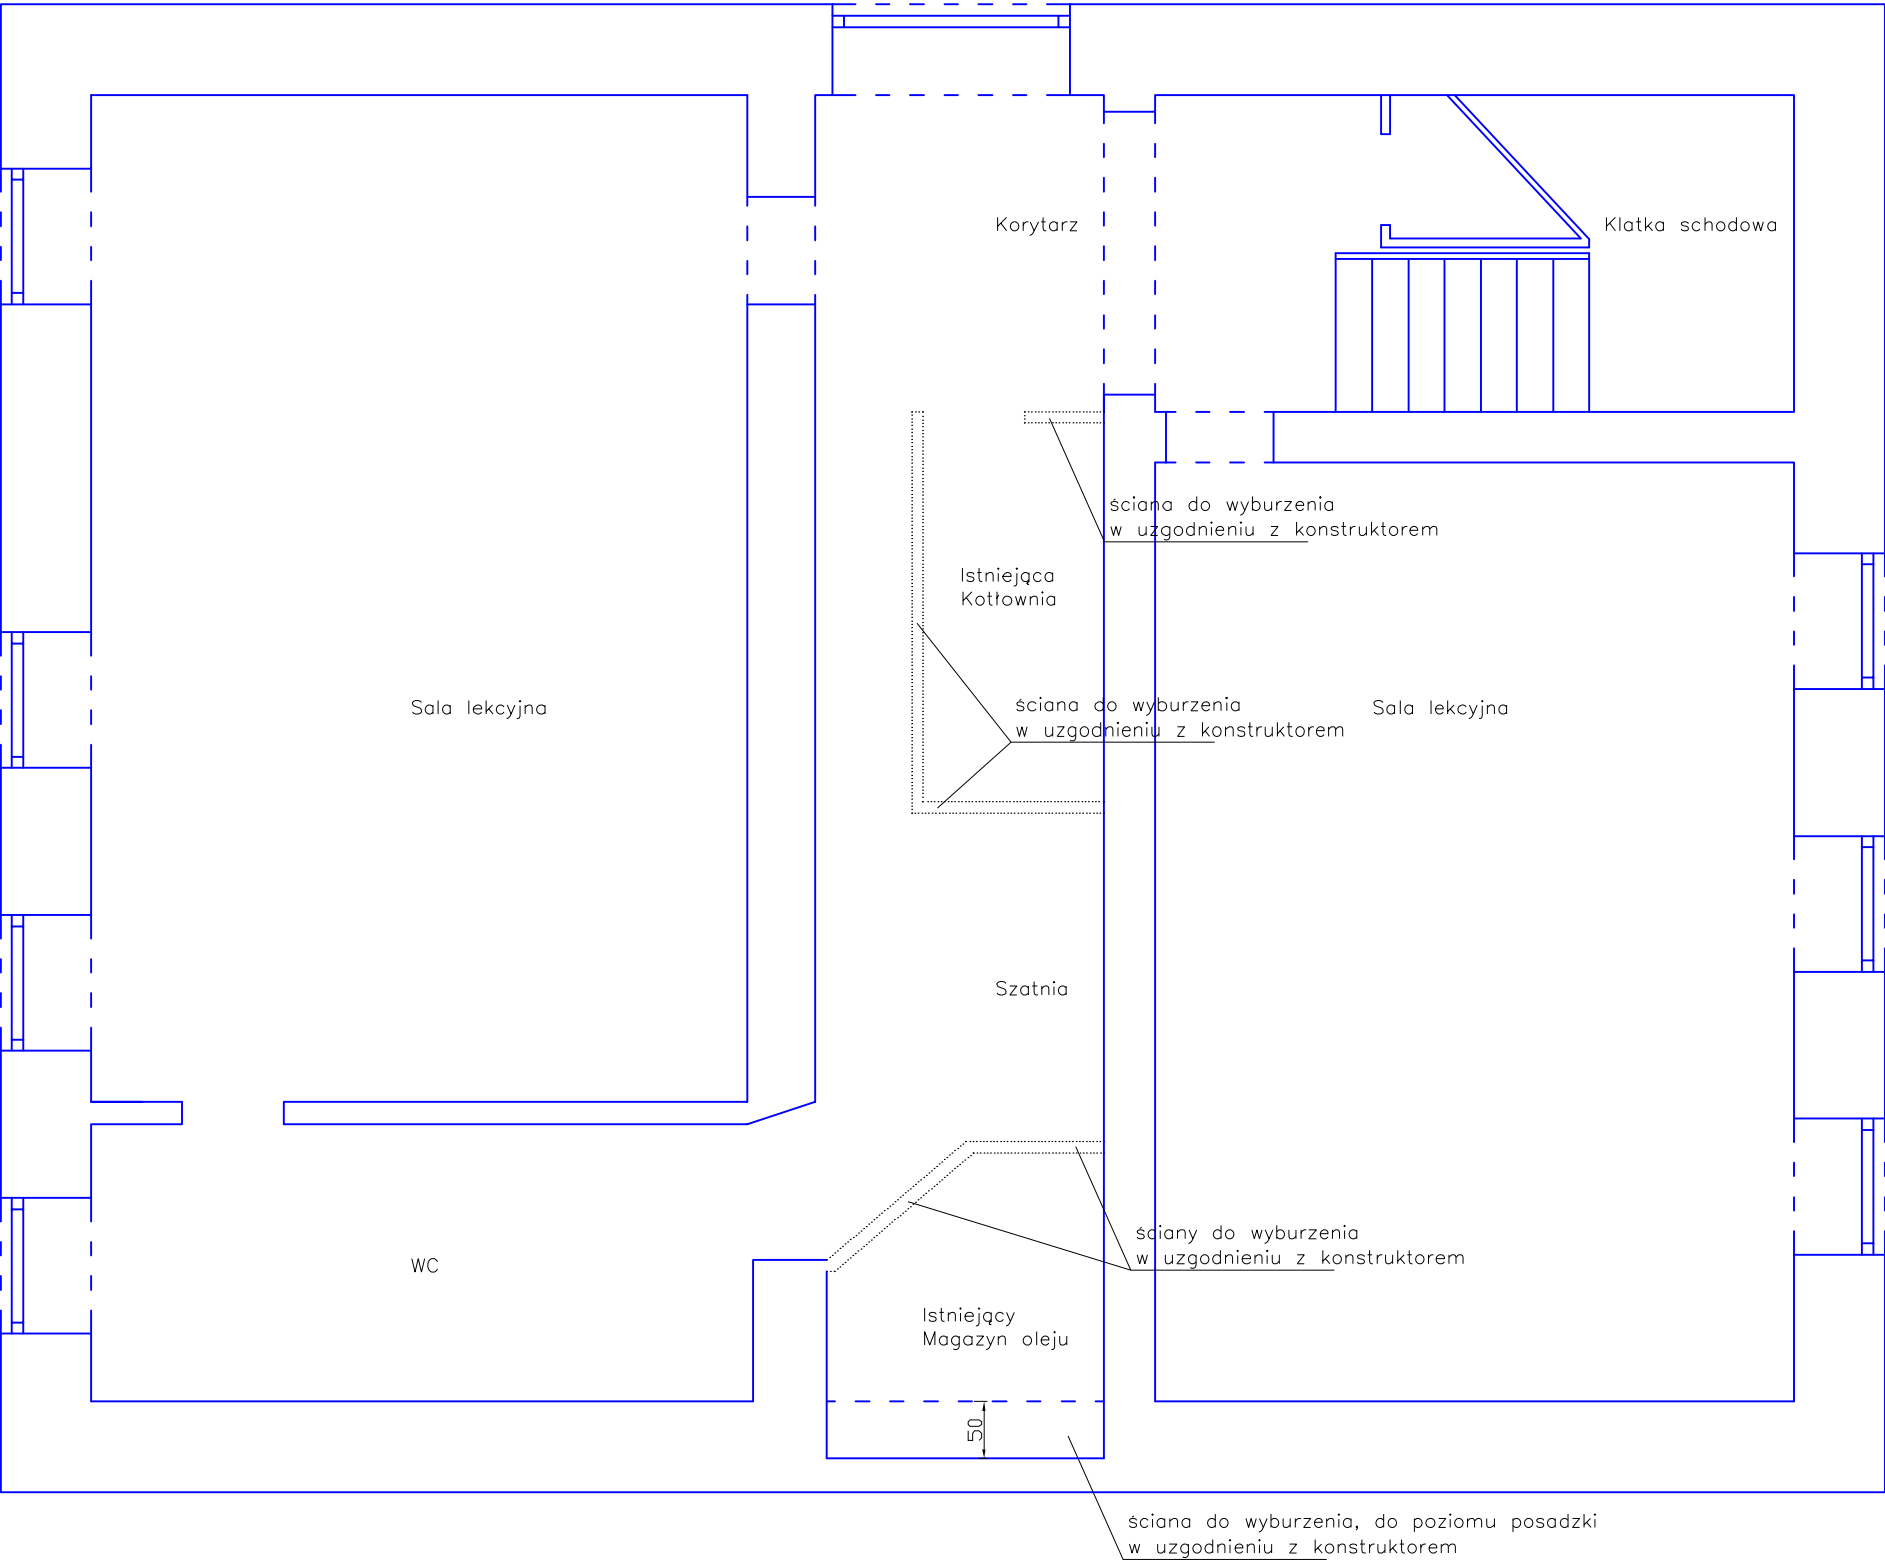 Korytarz
Klatka schodowa
ściana do wyburzenia
w uzgodnieniu z konstruktorem
Istniejąca
Kotłownia
ściana do wyburzenia
w uzgodnieniu z konstruktorem
Sala lekcyjna
Sala lekcyjna
Szatnia
ściany do wyburzenia
w uzgodnieniu z konstruktorem
WC
Istniejący
Magazyn oleju
50
ściana do wyburzenia, do poziomu posadzki
w uzgodnieniu z konstruktorem